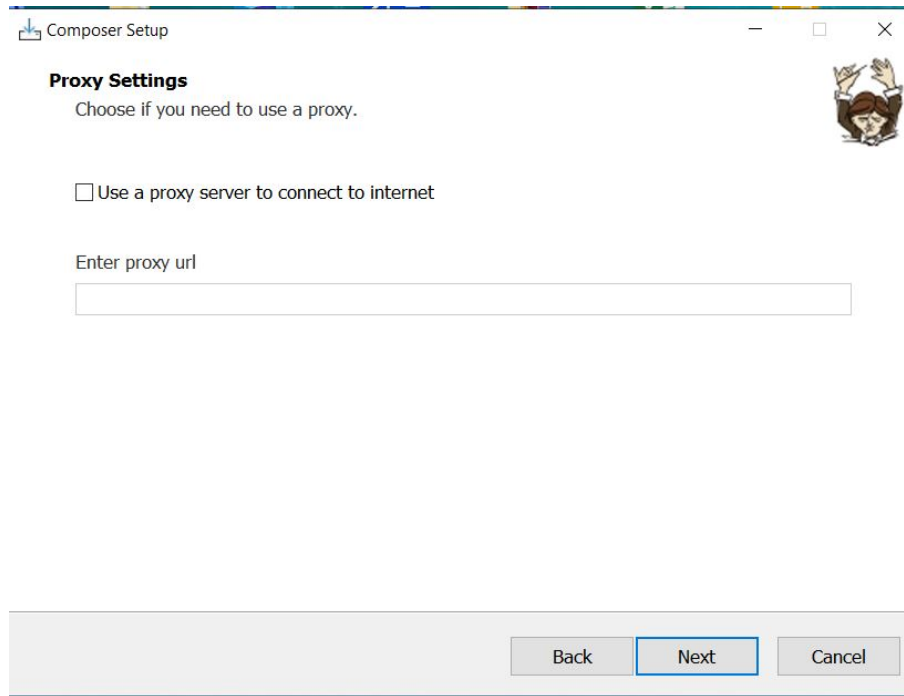 Composer Setup
Proxy Settings
Choose if you need to use a proxy.
Use a proxy server to connect to internet
Enter proxy url
Back Next Cancel